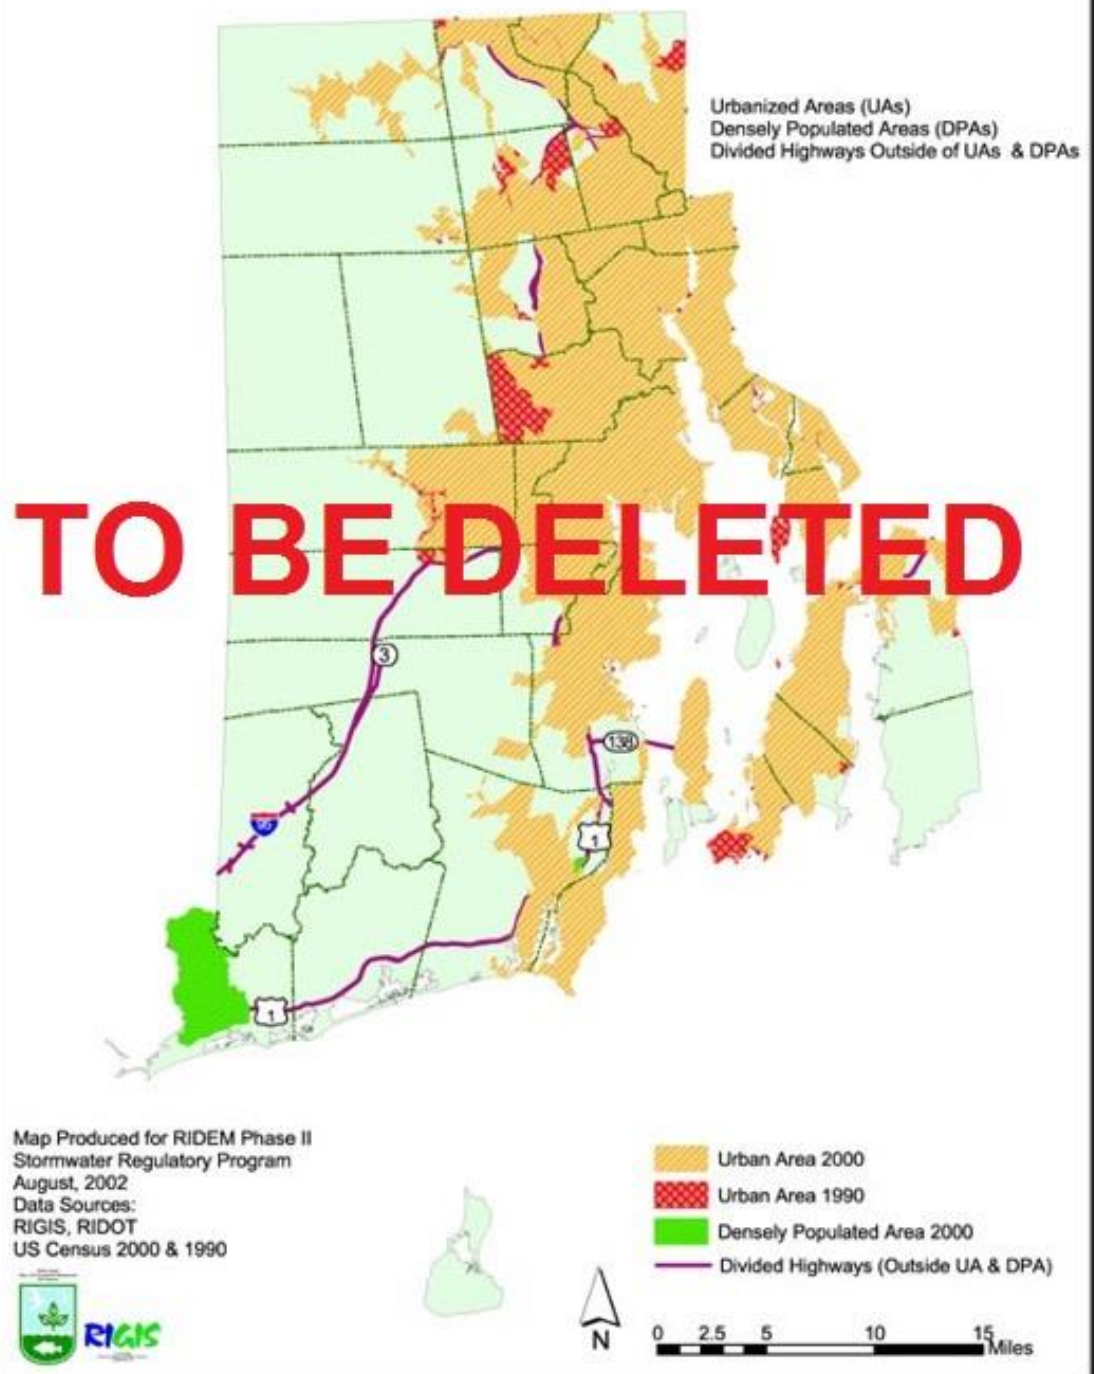 Urbanized Areas (UAs)
Densely Populated Areas (DPAs)
Divided Highways Outside of UAs & DPAs
TO BE DELETED
3
138
95
1
1
Map Produced for RIDEM Phase II
Stormwater Regulatory Program
August, 2002
Data Sources:
RIGIS, RIDOT
US Census 2000 & 1990
RIGIS
Urban Area 2000
Urban Area 1990
Densely Populated Area 2000
Divided Highways (Outside UA & DPA)
N
0 2.5 5 10 15
Miles